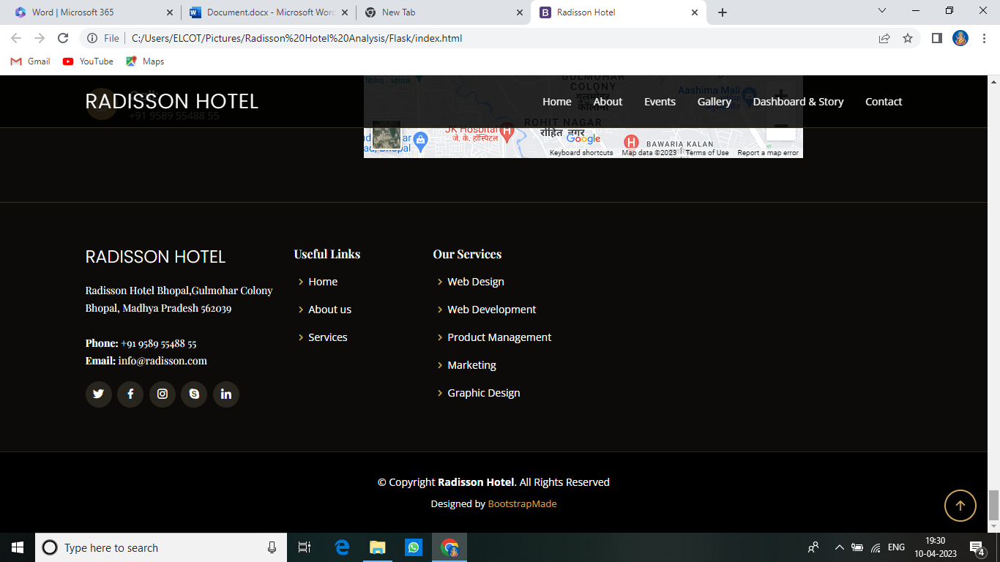 Word | Microsoft 365
Document.docx - Microsoft Word
New Tab
Radisson Hotel
File
C:/Users/ELCOT/Pictures/Radisson%20Hotel%20Analysis/Flask/index.html
Gmail
YouTube
Maps
RADISSON HOTEL
+91 9589 55488 55
Home
About
Events
Gallery
Dashboard & Story
Contact
GULMOHAR
COLONY
गुलमोहर
कॉलोनी
Aashima Mall
ROHIT NAGAR
रोहित नगर
JK Hospital
जे. के. हॉस्पिटल
Google
BAWARIA KALAN
Keyboard shortcuts
Map data ©2023
Terms of Use
Report a map error
RADISSON HOTEL
Radisson Hotel Bhopal,Gulmohar Colony
Bhopal, Madhya Pradesh 562039
Phone: +91 9589 55488 55
Email: info@radisson.com
Useful Links
Home
About us
Services
Our Services
Web Design
Web Development
Product Management
Marketing
Graphic Design
© Copyright Radisson Hotel. All Rights Reserved
Designed by BootstrapMade
Type here to search
ENG
19:30
10-04-2023
4